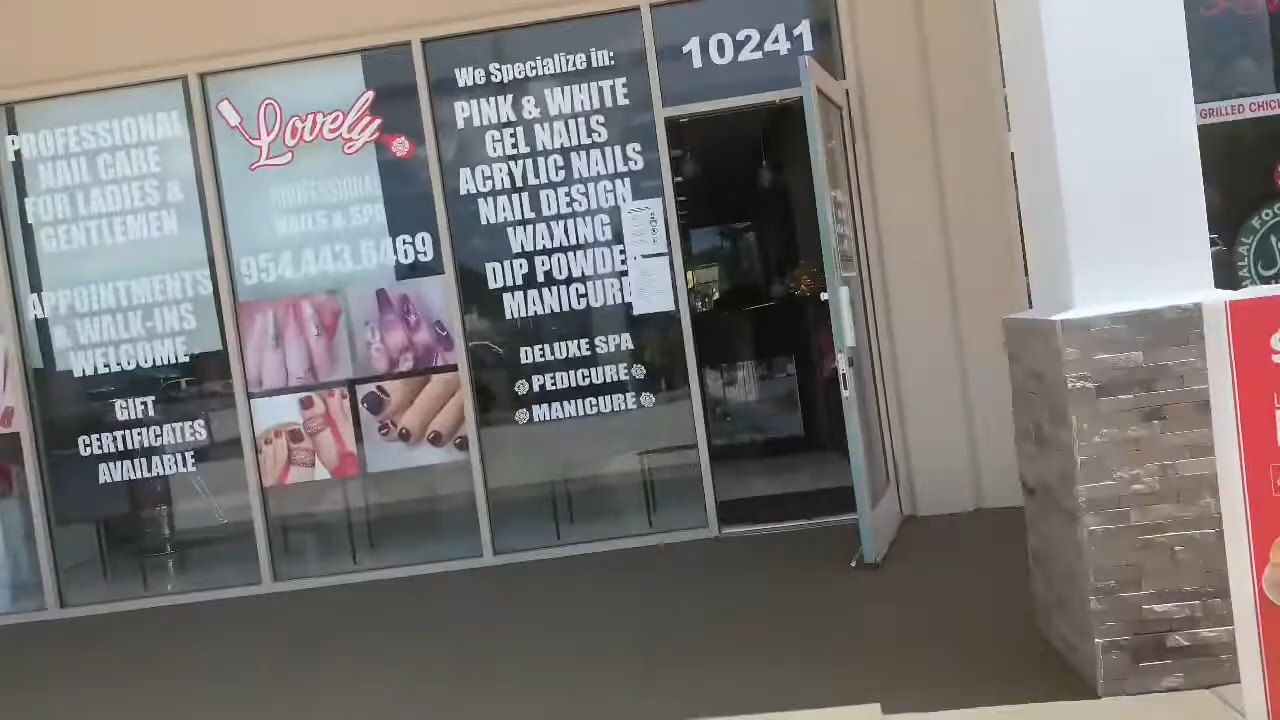 PROFESSIONAL
NAIL CARE
FOR LADIES &
GENTLEMEN
APPOINTMENTS
& WALK-INS
WELCOME
GIFT
CERTIFICATES
AVAILABLE
Lovely
PROFESSIONAL
NAILS & SPA
954.443.6469
We Specialize in:
PINK & WHITE
GEL NAILS
ACRYLIC NAILS
NAIL DESIGN
WAXING
DIP POWDER
MANICURE
DELUXE SPA
PEDICURE
MANICURE
10241
GRILLED CHIC